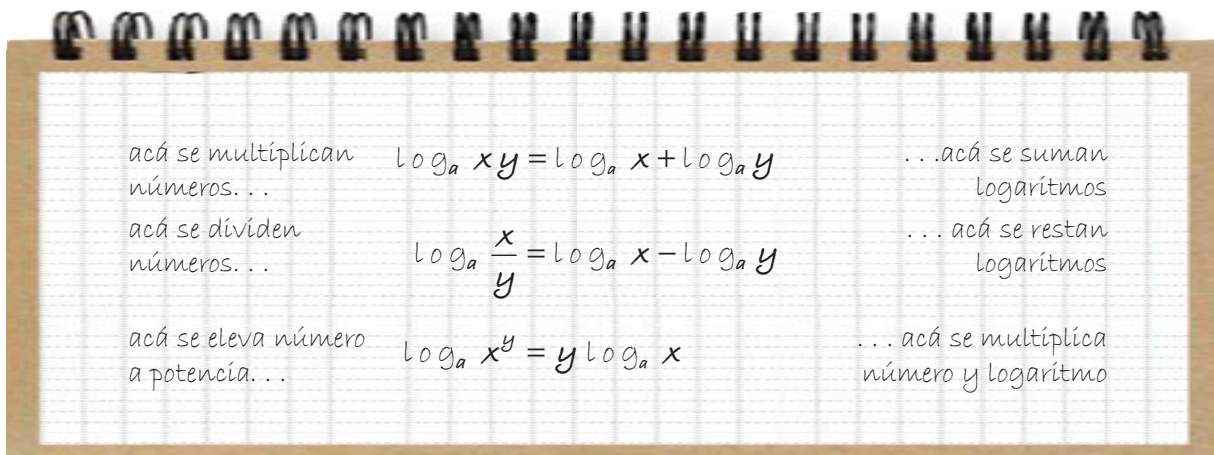 acá se multiplican
números. . .
log_a xy = log_a x + log_a y
. . .acá se suman
logaritmos
acá se dividen
números. . .
log_a x/y = log_a x − log_a y
. . . acá se restan
logaritmos
acá se eleva número
a potencia. . .
log_a x^y = y log_a x
. . . acá se multiplica
número y logaritmo